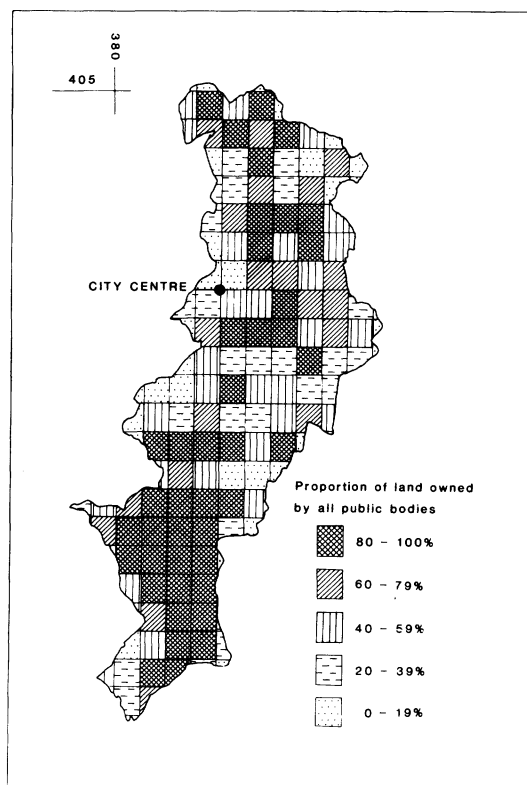 380
405
CITY CENTRE
Proportion of land owned
by all public bodies
80 - 100%
60 - 79%
40 - 59%
20 - 39%
0 - 19%